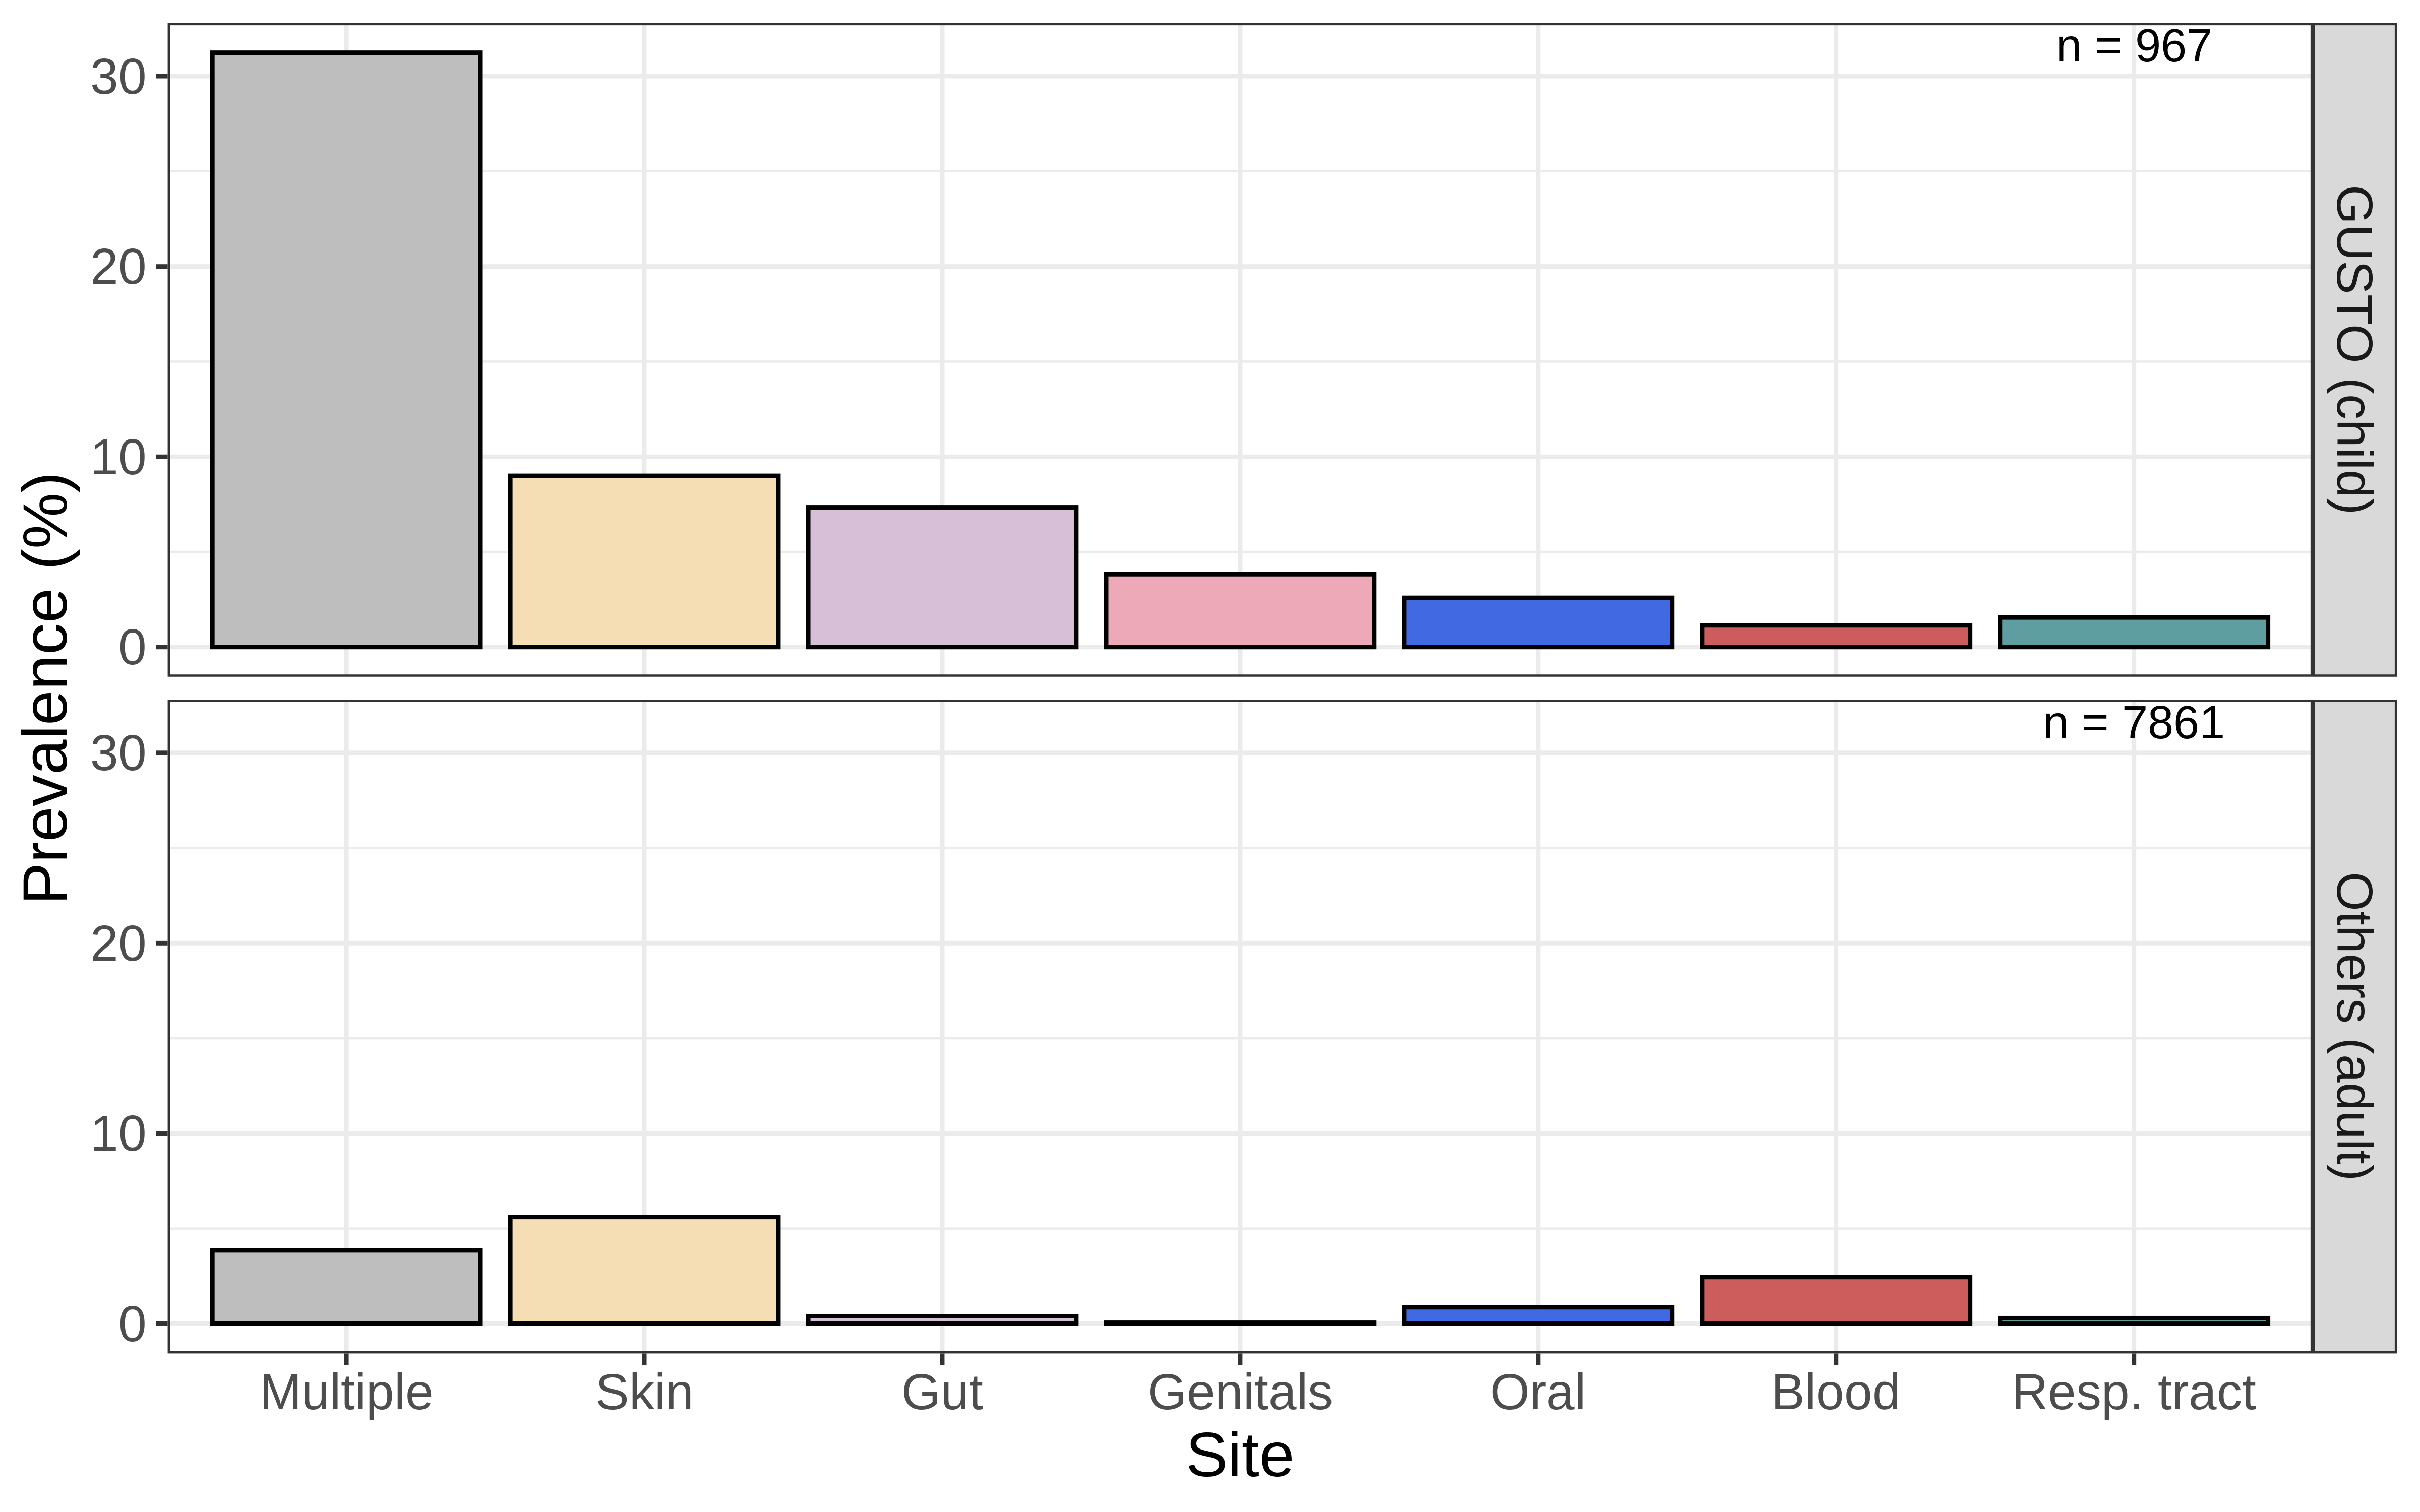 Prevalence (%)
30
20
10
0
n = 967
GUSTO (child)
30
20
10
0
n = 7861
Others (adult)
Multiple
Skin
Gut
Genitals
Oral
Blood
Resp. tract
Site